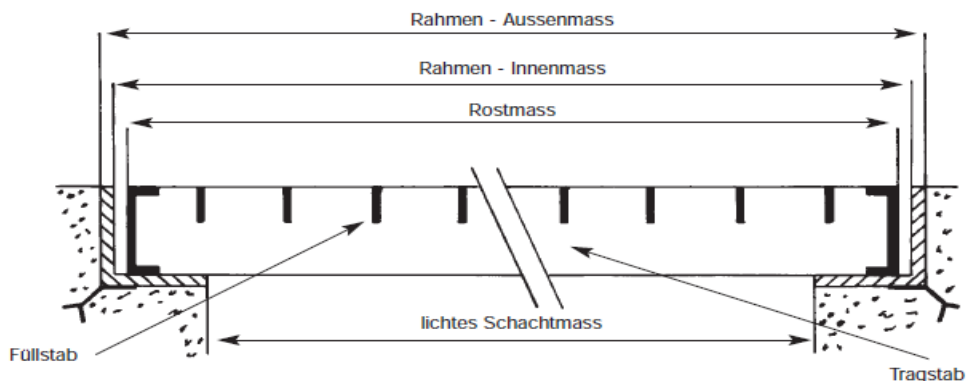 Rahmen - Aussenmass
Rahmen - Innenmass
Rostmass
lichtes Schachtmass
Füllstab
Tragstab